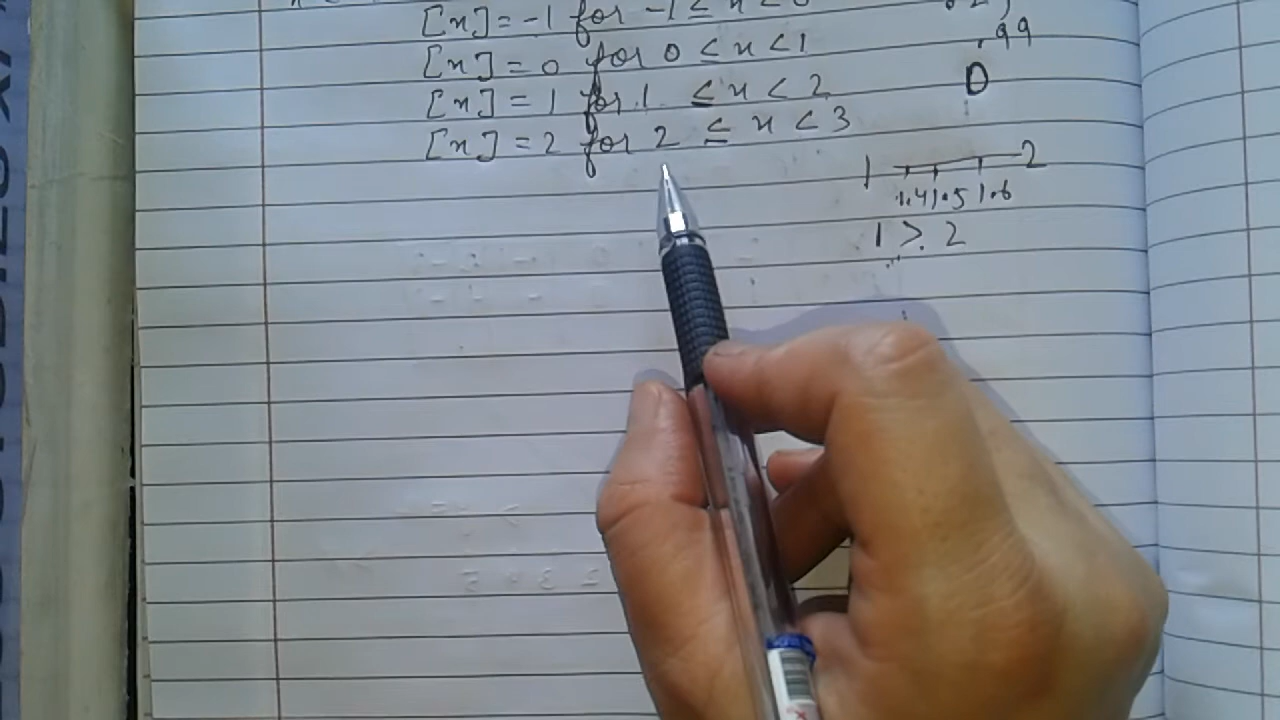 [x] = -1 for -1 ≤ x < 0
.99
[x] = 0 for 0 ≤ x < 1
0
[x] = 1 for 1 ≤ x < 2
[x] = 2 for 2 ≤ x < 3
1 2
1.4 1.5 1.6
1 > 2